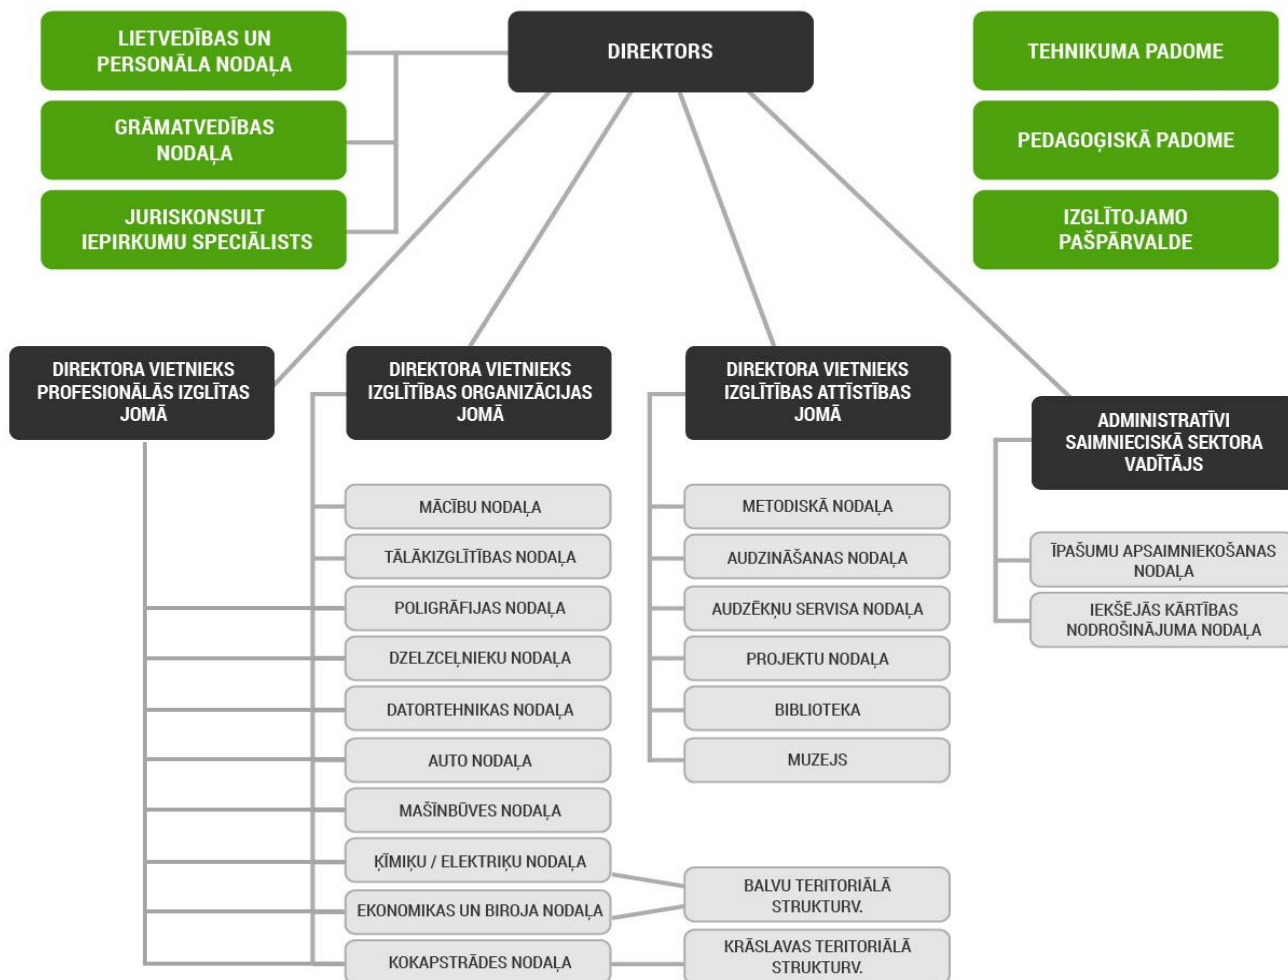 LIETVEDĪBAS UN
PERSONĀLA NODAĻA
DIREKTORS
TEHNIKUMA PADOME
GRĀMATVEDĪBAS
NODAĻA
PEDAGOĢISKĀ PADOME
JURISKONSULT
IEPIRKUMU SPECIĀLISTS
IZGLĪTOJAMO
PAŠPĀRVALDE
DIREKTORA VIETNIEKS
PROFESIONĀLĀS IZGLĪTAS
JOMĀ
DIREKTORA VIETNIEKS
IZGLĪTĪBAS ORGANIZĀCIJAS
JOMĀ
DIREKTORA VIETNIEKS
IZGLĪTĪBAS ATTĪSTĪBAS
JOMĀ
ADMINISTRATĪVI
SAIMNIECISKĀ SEKTORA
VADĪTĀJS
MĀCĪBU NODAĻA
TĀLĀKIZGLĪTĪBAS NODAĻA
POLIGRĀFIJAS NODAĻA
DZELZCEĻNIEKU NODAĻA
DATORTEHNIKAS NODAĻA
AUTO NODAĻA
MAŠĪNBŪVES NODAĻA
ĶĪMIĶU / ELEKTRIĶU NODAĻA
EKONOMIKAS UN BIROJA NODAĻA
KOKAPSTRĀDES NODAĻA
METODISKĀ NODAĻA
AUDZINĀŠANAS NODAĻA
AUDZĒKŅU SERVISA NODAĻA
PROJEKTU NODAĻA
BIBLIOTEKA
MUZEJS
BALVU TERITORIĀLĀ
STRUKTURV.
KRĀSLAVAS TERITORIĀLĀ
STRUKTURV.
ĪPAŠUMU APSAIMNIEKOŠANAS
NODAĻA
IEKŠĒJĀS KĀRTĪBAS
NODROŠINĀJUMA NODAĻA